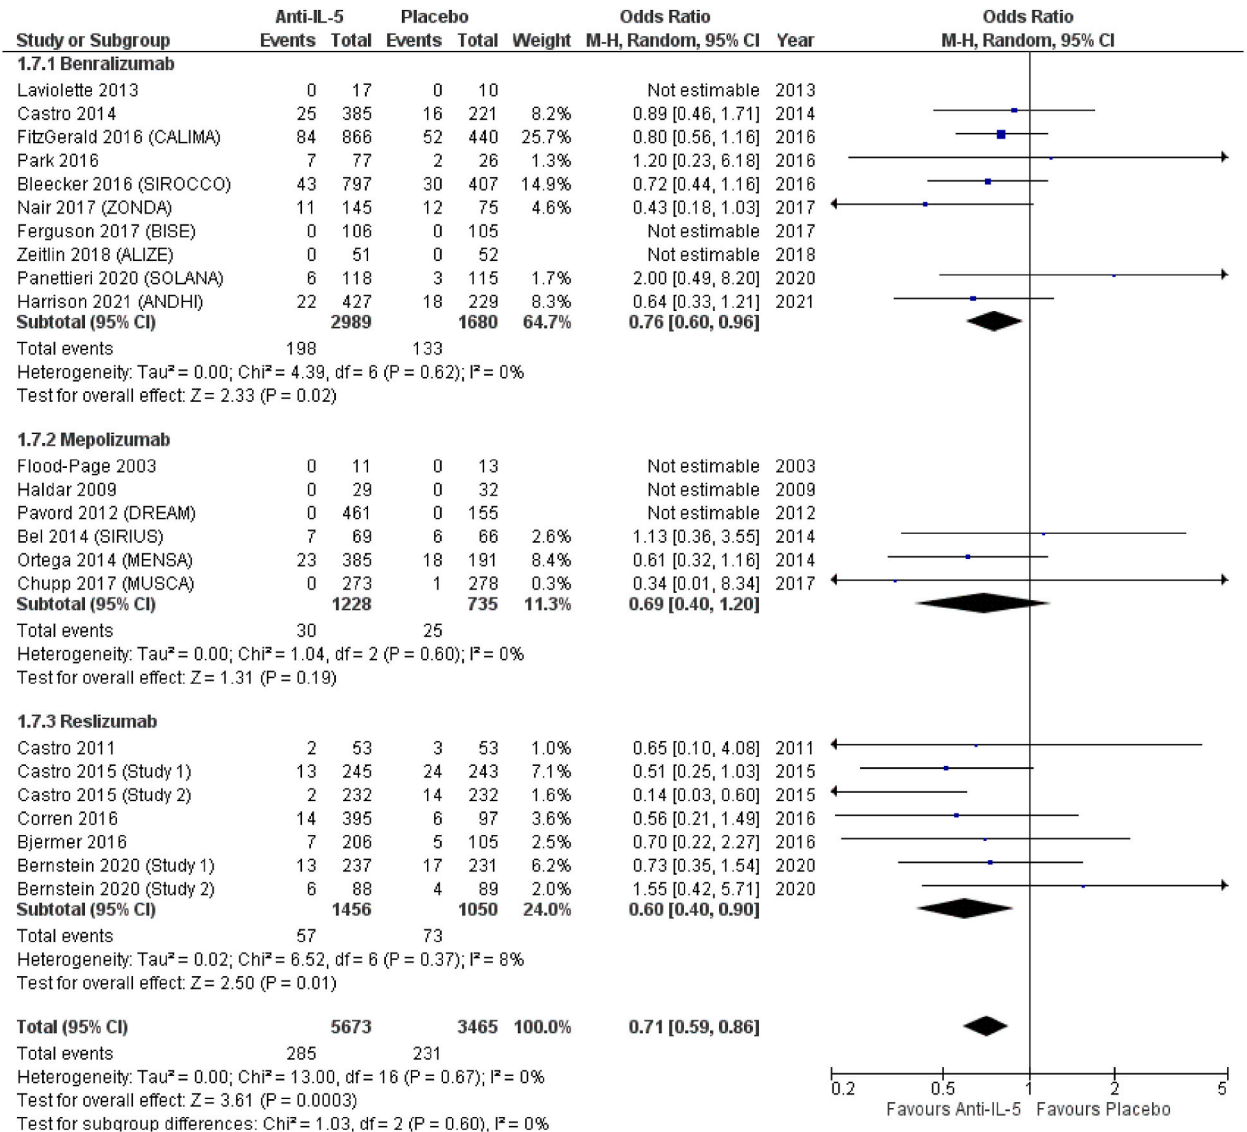 Anti-IL-5 Placebo Odds Ratio Odds Ratio
Study or Subgroup Events Total Events Total Weight M-H, Random, 95% CI Year M-H, Random, 95% CI
1.7.1 Benralizumab
Laviolette 2013 0 17 0 10 Not estimable 2013
Castro 2014 25 385 16 221 8.2% 0.89 [0.46, 1.71] 2014
FitzGerald 2016 (CALIMA) 84 866 52 440 25.7% 0.80 [0.56, 1.16] 2016
Park 2016 7 77 2 26 1.3% 1.20 [0.23, 6.18] 2016
Bleecker 2016 (SIROCCO) 43 797 30 407 14.9% 0.72 [0.44, 1.16] 2016
Nair 2017 (ZONDA) 11 145 12 75 4.6% 0.43 [0.18, 1.03] 2017
Ferguson 2017 (BISE) 0 106 0 105 Not estimable 2017
Zeitlin 2018 (ALIZE) 0 51 0 52 Not estimable 2018
Panettieri 2020 (SOLANA) 6 118 3 115 1.7% 2.00 [0.49, 8.20] 2020
Harrison 2021 (ANDHI) 22 427 18 229 8.3% 0.64 [0.33, 1.21] 2021
Subtotal (95% CI) 2989 1680 64.7% 0.76 [0.60, 0.96]
Total events 198 133
Heterogeneity: Tau² = 0.00; Chi² = 4.39, df = 6 (P = 0.62); I² = 0%
Test for overall effect: Z = 2.33 (P = 0.02)
1.7.2 Mepolizumab
Flood-Page 2003 0 11 0 13 Not estimable 2003
Haldar 2009 0 29 0 32 Not estimable 2009
Pavord 2012 (DREAM) 0 461 0 155 Not estimable 2012
Bel 2014 (SIRIUS) 7 69 6 66 2.6% 1.13 [0.36, 3.55] 2014
Ortega 2014 (MENSA) 23 385 18 191 8.4% 0.61 [0.32, 1.16] 2014
Chupp 2017 (MUSCA) 0 273 1 278 0.3% 0.34 [0.01, 8.34] 2017
Subtotal (95% CI) 1228 735 11.3% 0.69 [0.40, 1.20]
Total events 30 25
Heterogeneity: Tau² = 0.00; Chi² = 1.04, df = 2 (P = 0.60); I² = 0%
Test for overall effect: Z = 1.31 (P = 0.19)
1.7.3 Reslizumab
Castro 2011 2 53 3 53 1.0% 0.65 [0.10, 4.08] 2011
Castro 2015 (Study 1) 13 245 24 243 7.1% 0.51 [0.25, 1.03] 2015
Castro 2015 (Study 2) 2 232 14 232 1.6% 0.14 [0.03, 0.60] 2015
Corren 2016 14 395 6 97 3.6% 0.56 [0.21, 1.49] 2016
Bjermer 2016 7 206 5 105 2.5% 0.70 [0.22, 2.27] 2016
Bernstein 2020 (Study 1) 13 237 17 231 6.2% 0.73 [0.35, 1.54] 2020
Bernstein 2020 (Study 2) 6 88 4 89 2.0% 1.55 [0.42, 5.71] 2020
Subtotal (95% CI) 1456 1050 24.0% 0.60 [0.40, 0.90]
Total events 57 73
Heterogeneity: Tau² = 0.02; Chi² = 6.52, df = 6 (P = 0.37); I² = 8%
Test for overall effect: Z = 2.50 (P = 0.01)
Total (95% CI) 5673 3465 100.0% 0.71 [0.59, 0.86]
Total events 285 231
Heterogeneity: Tau² = 0.00; Chi² = 13.00, df = 16 (P = 0.67); I² = 0%
Test for overall effect: Z = 3.61 (P = 0.0003)
Test for subgroup differences: Chi² = 1.03, df = 2 (P = 0.60), I² = 0%
0.2 0.5 1 2 5
Favours Anti-IL-5 Favours Placebo